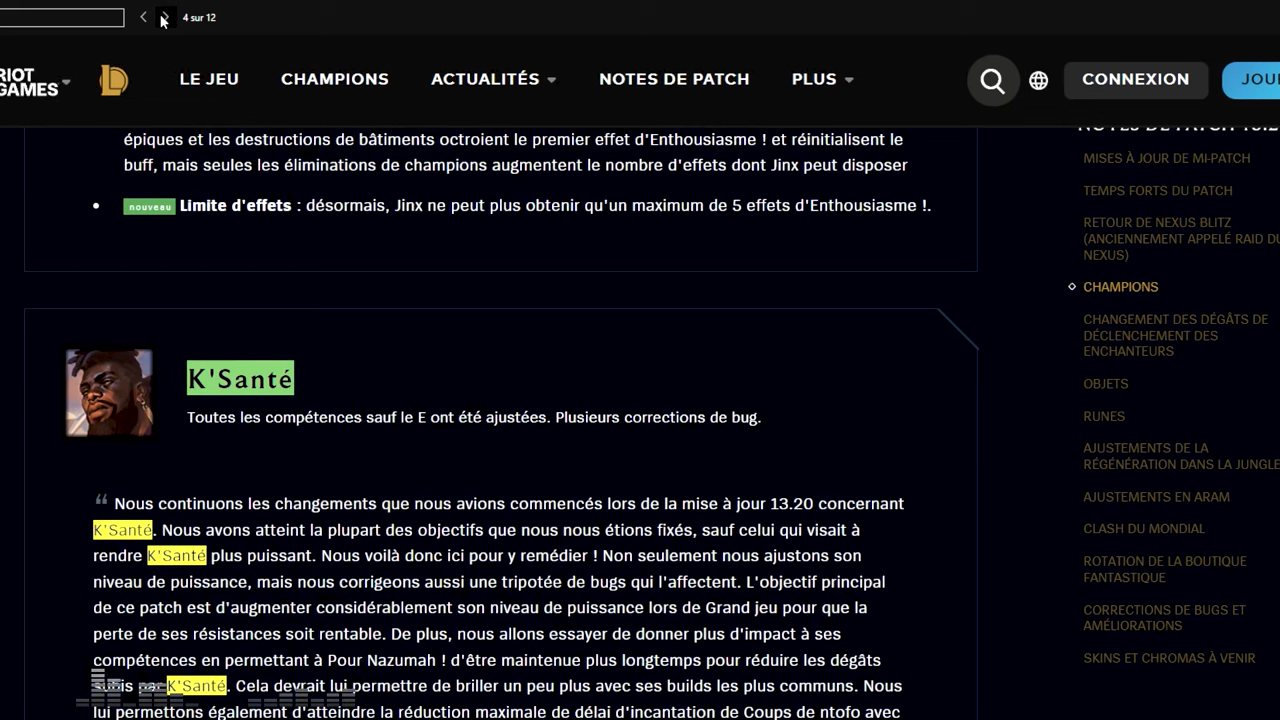 4 sur 12
RIOT
GAMES
LE JEU
CHAMPIONS
ACTUALITÉS
NOTES DE PATCH
PLUS
CONNEXION
épiques et les destructions de bâtiments octroient le premier effet d'Enthousiasme ! et réinitialisent le
buff, mais seules les éliminations de champions augmentent le nombre d'effets dont Jinx peut disposer
nouveau Limite d'effets : désormais, Jinx ne peut plus obtenir qu'un maximum de 5 effets d'Enthousiasme !.
K'Santé
Toutes les compétences sauf le E ont été ajustées. Plusieurs corrections de bug.
“ Nous continuons les changements que nous avions commencés lors de la mise à jour 13.20 concernant
K'Santé. Nous avons atteint la plupart des objectifs que nous nous étions fixés, sauf celui qui visait à
rendre K'Santé plus puissant. Nous voilà donc ici pour y remédier ! Non seulement nous ajustons son
niveau de puissance, mais nous corrigeons aussi une tripotée de bugs qui l'affectent. L'objectif principal
de ce patch est d'augmenter considérablement son niveau de puissance lors de Grand jeu pour que la
perte de ses résistances soit rentable. De plus, nous allons essayer de donner plus d'impact à ses
compétences en permettant à Pour Nazumah ! d'être maintenue plus longtemps pour réduire les dégâts
subis par K'Santé. Cela devrait lui permettre de briller un peu plus avec ses builds les plus communs. Nous
lui permettons également d'atteindre la réduction maximale de délai d'incantation de Coups de ntofo avec
NOTES DE PATCH
MISES À JOUR DE MI-PATCH
TEMPS FORTS DU PATCH
RETOUR DE NEXUS BLITZ
(ANCIENNEMENT APPELÉ RAID DU
NEXUS)
CHAMPIONS
CHANGEMENT DES DÉGÂTS DE
DÉCLENCHEMENT DES
ENCHANTEURS
OBJETS
RUNES
AJUSTEMENTS DE LA
RÉGÉNÉRATION DANS LA JUNGLE
AJUSTEMENTS EN ARAM
CLASH DU MONDIAL
ROTATION DE LA BOUTIQUE
FANTASTIQUE
CORRECTIONS DE BUGS ET
AMÉLIORATIONS
SKINS ET CHROMAS À VENIR